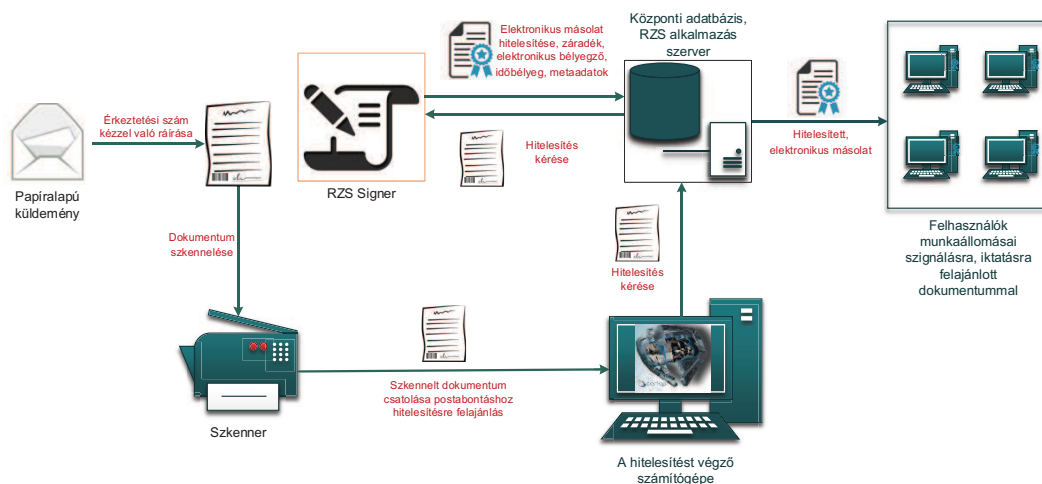 Elektronikus másolat
hitelesítése, záradék,
elektronikus bélyegző,
időbélyeg, metaadatok
Központi adatbázis,
RZS alkalmazás
szerver
Érkeztetési szám
kézzel való ráírása
Hitelesítés
kérése
Hitelesített,
elektronikus másolat
Papíralapú
küldemény
RZS Signer
Dokumentum
szkennelése
Hitelesítés
kérése
Felhasználók
munkaállomásai
szignálásra, iktatásra
felajánlott
dokumentummal
Szkennelt dokumentum
csatolása postabontáshoz
hitelesítésre felajánlás
Szkenner
A hitelesítést végző
számítógépe